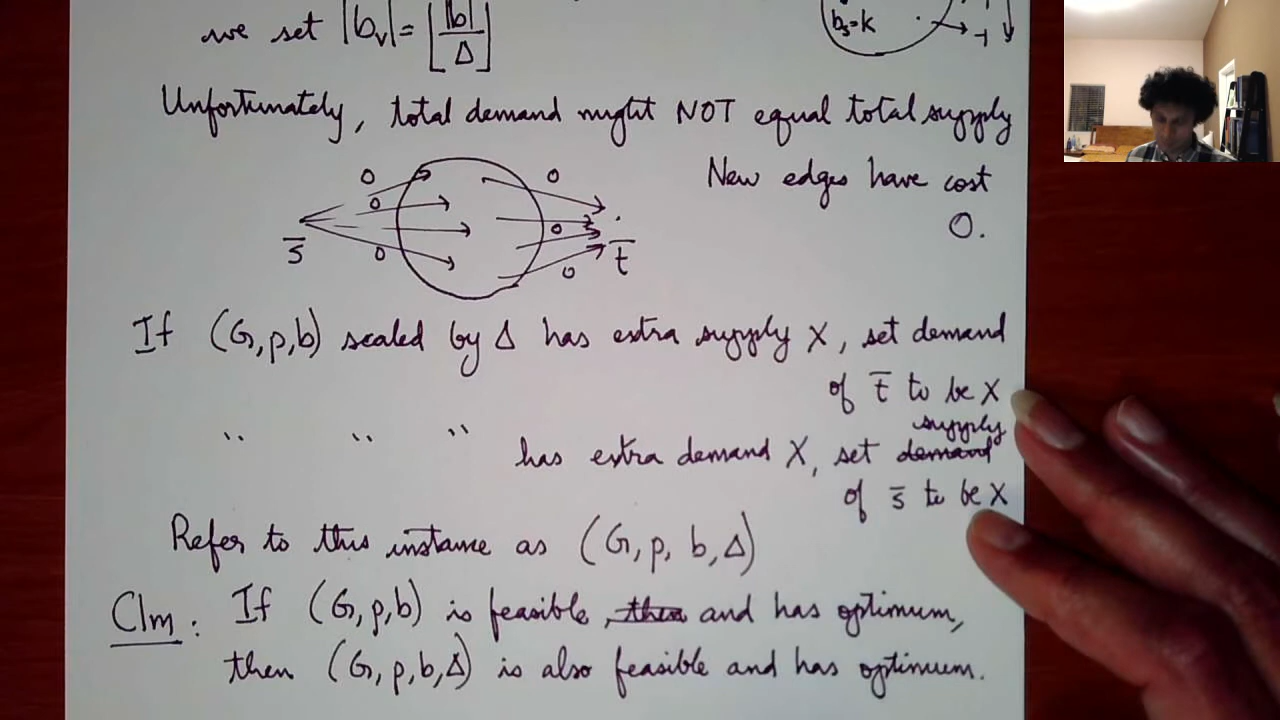 we set |b_v| = ⌊|b|/Δ⌋
b_s=k
-1
Unfortunately, total demand might NOT equal total supply
0 0
0
0
0 0
s̅ t̅
New edges have cost
0.
If (G,p,b) scaled by Δ has extra supply X, set demand
of t̅ to be X
supply
" " " has extra demand X, set demand
of s̅ to be X
Refer to this instance as (G, p, b, Δ)
Clm: If (G,p,b) is feasible, then and has optimum,
then (G,p,b,Δ) is also feasible and has optimum.